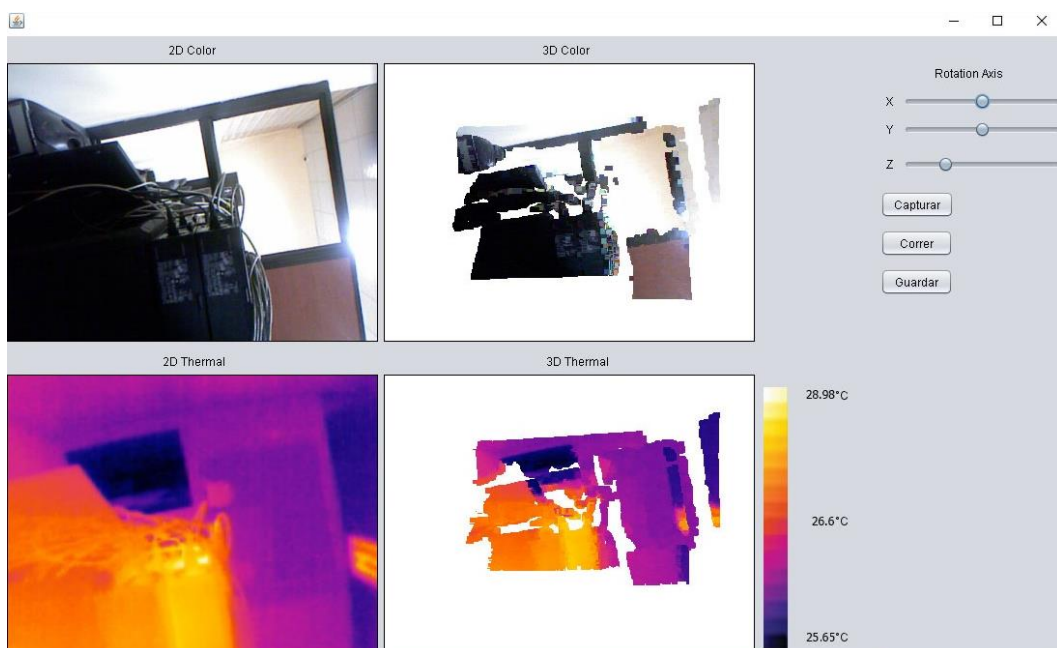 2D Color
3D Color
Rotation Axis
X
Y
Z
Capturar
Correr
Guardar
2D Thermal
3D Thermal
28.98°C
26.6°C
25.65°C